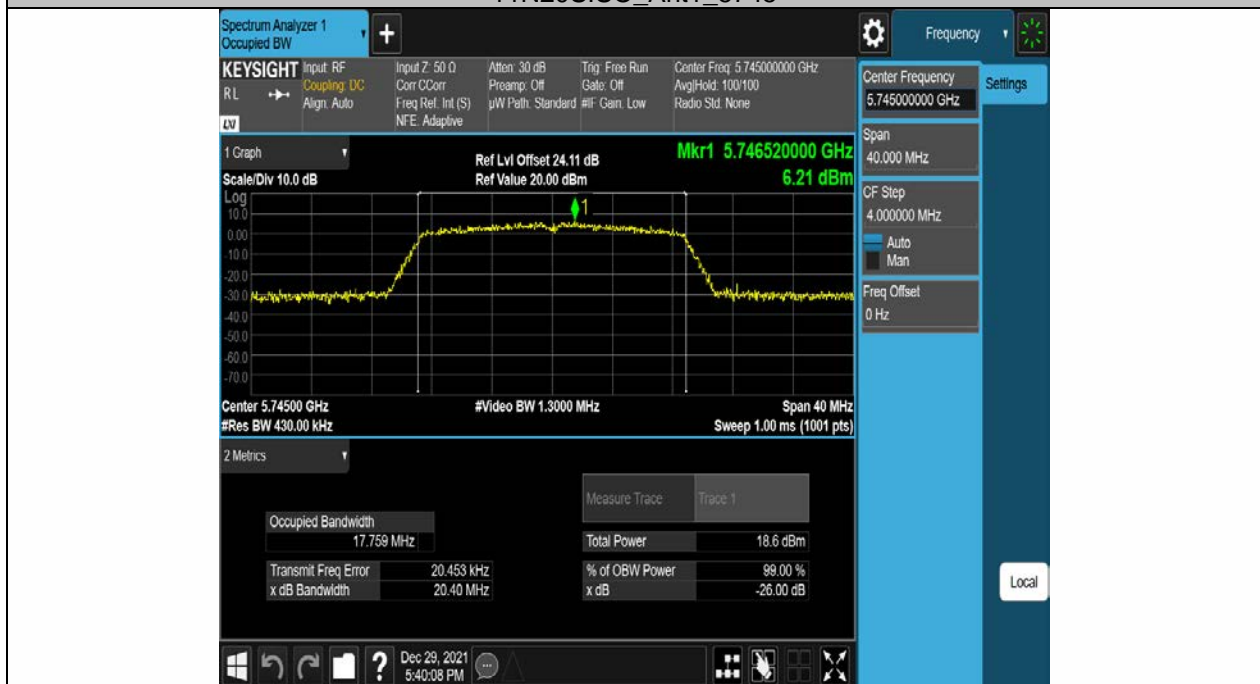 Spectrum Analyzer 1
Occupied BW
+
Frequency
KEYSIGHT
RL
LXI
Input: RF
Coupling: DC
Align: Auto
Input Z: 50 Ω
Corr CCorr
Freq Ref: Int (S)
NFE: Adaptive
Atten: 30 dB
Preamp: Off
µW Path: Standard
Trig: Free Run
Gate: Off
#IF Gain: Low
Center Freq: 5.745000000 GHz
Avg|Hold: 100/100
Radio Std: None
Center Frequency
5.745000000 GHz
Settings
Span
40.000 MHz
CF Step
4.000000 MHz
Auto
Man
Freq Offset
0 Hz
1 Graph
Ref Lvl Offset 24.11 dB
Mkr1 5.746520000 GHz
Scale/Div 10.0 dB
Ref Value 20.00 dBm
6.21 dBm
Log
10.0
0.00
-10.0
-20.0
-30.0
-40.0
-50.0
-60.0
-70.0
1
Center 5.74500 GHz
#Video BW 1.3000 MHz
Span 40 MHz
#Res BW 430.00 kHz
Sweep 1.00 ms (1001 pts)
2 Metrics
Measure Trace Trace 1
Occupied Bandwidth
17.759 MHz
Total Power 18.6 dBm
Transmit Freq Error 20.453 kHz
% of OBW Power 99.00 %
x dB Bandwidth 20.40 MHz
x dB -26.00 dB
Local
?
Dec 29, 2021
5:40:08 PM